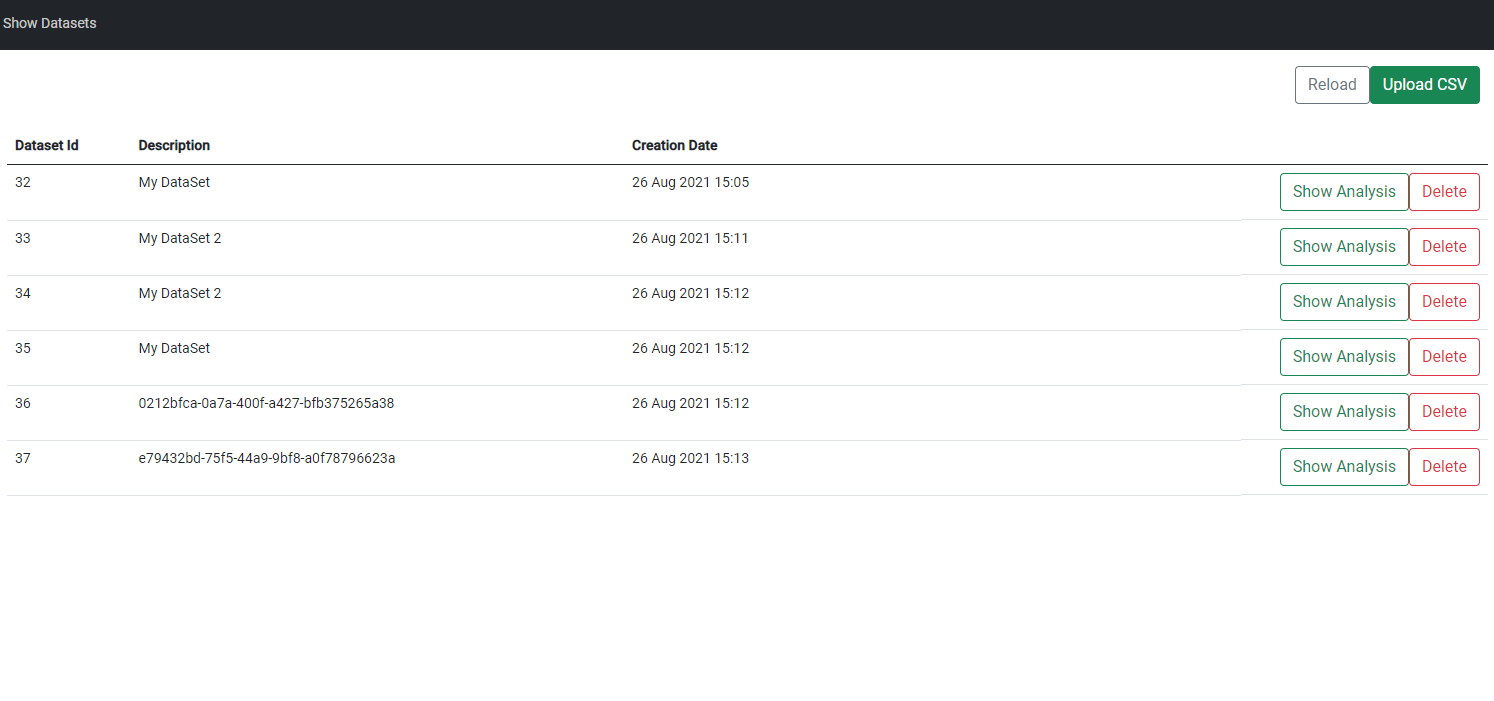 Show Datasets
Reload Upload CSV
Dataset Id Description Creation Date
32 My DataSet 26 Aug 2021 15:05 Show Analysis Delete
33 My DataSet 2 26 Aug 2021 15:11 Show Analysis Delete
34 My DataSet 2 26 Aug 2021 15:12 Show Analysis Delete
35 My DataSet 26 Aug 2021 15:12 Show Analysis Delete
36 0212bfca-0a7a-400f-a427-bfb375265a38 26 Aug 2021 15:12 Show Analysis Delete
37 e79432bd-75f5-44a9-9bf8-a0f78796623a 26 Aug 2021 15:13 Show Analysis Delete